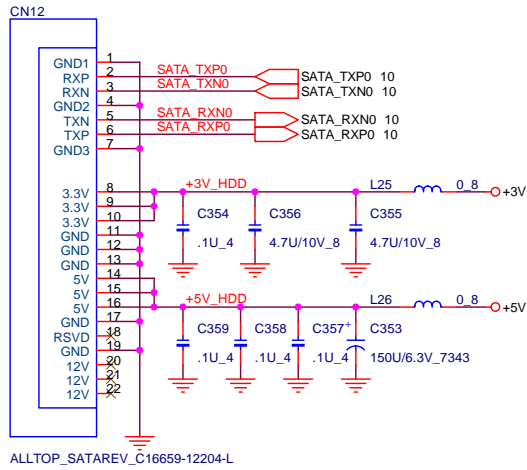 CN12
GND1 1
RXP 2 SATA_TXP0 SATA_TXP0 10
RXN 3 SATA_TXN0 SATA_TXN0 10
GND2 4
TXN 5 SATA_RXN0 SATA_RXN0 10
TXP 6 SATA_RXP0 SATA_RXP0 10
GND3 7
3.3V 8 +3V_HDD L25 0_8 +3V
3.3V 9
3.3V 10
GND 11 C354 C356 C355
GND 12 .1U_4 4.7U/10V_8 4.7U/10V_8
GND 13
5V 14
5V 15
5V 16 +5V_HDD L26 0_8 +5V
GND 17
RSVD 18 C359 C358 C357 + C353
GND 19 .1U_4 .1U_4 .1U_4 150U/6.3V_7343
12V 20
12V 21
12V 22
ALLTOP_SATAREV_C16659-12204-L